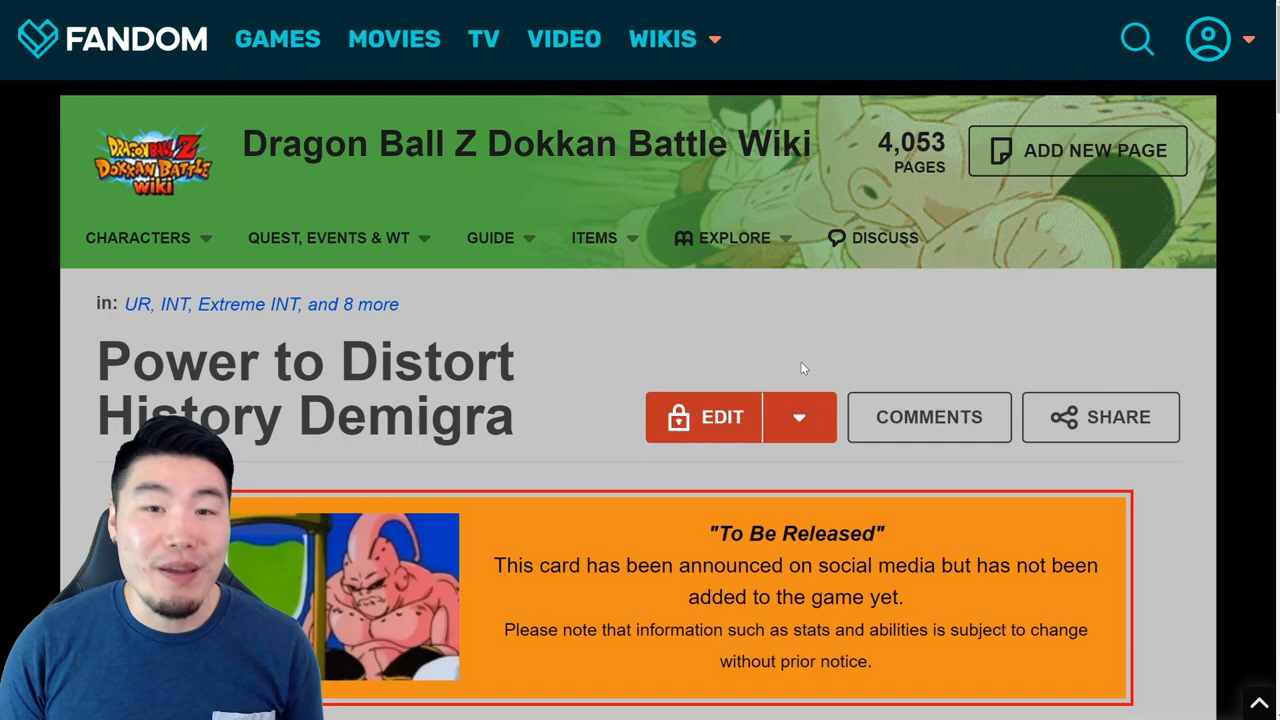 FANDOM GAMES MOVIES TV VIDEO WIKIS
DRAGON BALL Z
DOKKAN BATTLE
wiki
Dragon Ball Z Dokkan Battle Wiki
4,053
PAGES
ADD NEW PAGE
CHARACTERS QUEST, EVENTS & WT GUIDE ITEMS EXPLORE DISCUSS
in: UR, INT, Extreme INT, and 8 more
Power to Distort
History Demigra
EDIT COMMENTS SHARE
"To Be Released"
This card has been announced on social media but has not been
added to the game yet.
Please note that information such as stats and abilities is subject to change
without prior notice.